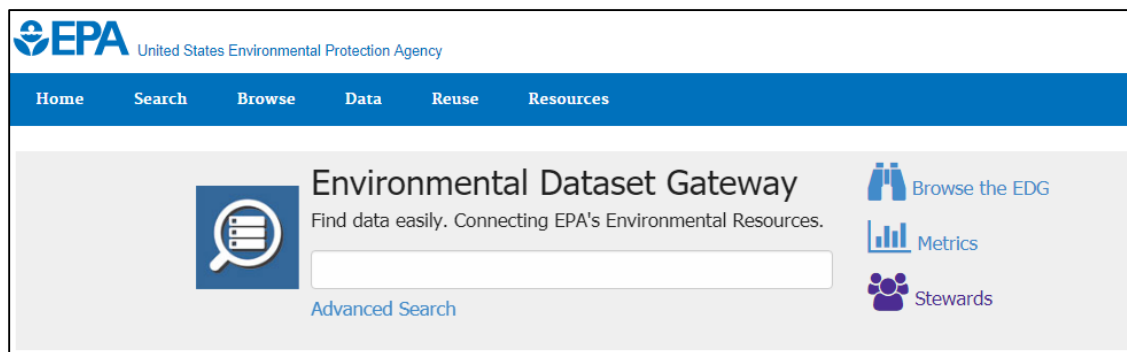 EPA United States Environmental Protection Agency
Home Search Browse Data Reuse Resources
Environmental Dataset Gateway
Find data easily. Connecting EPA's Environmental Resources.
Advanced Search
Browse the EDG
Metrics
Stewards